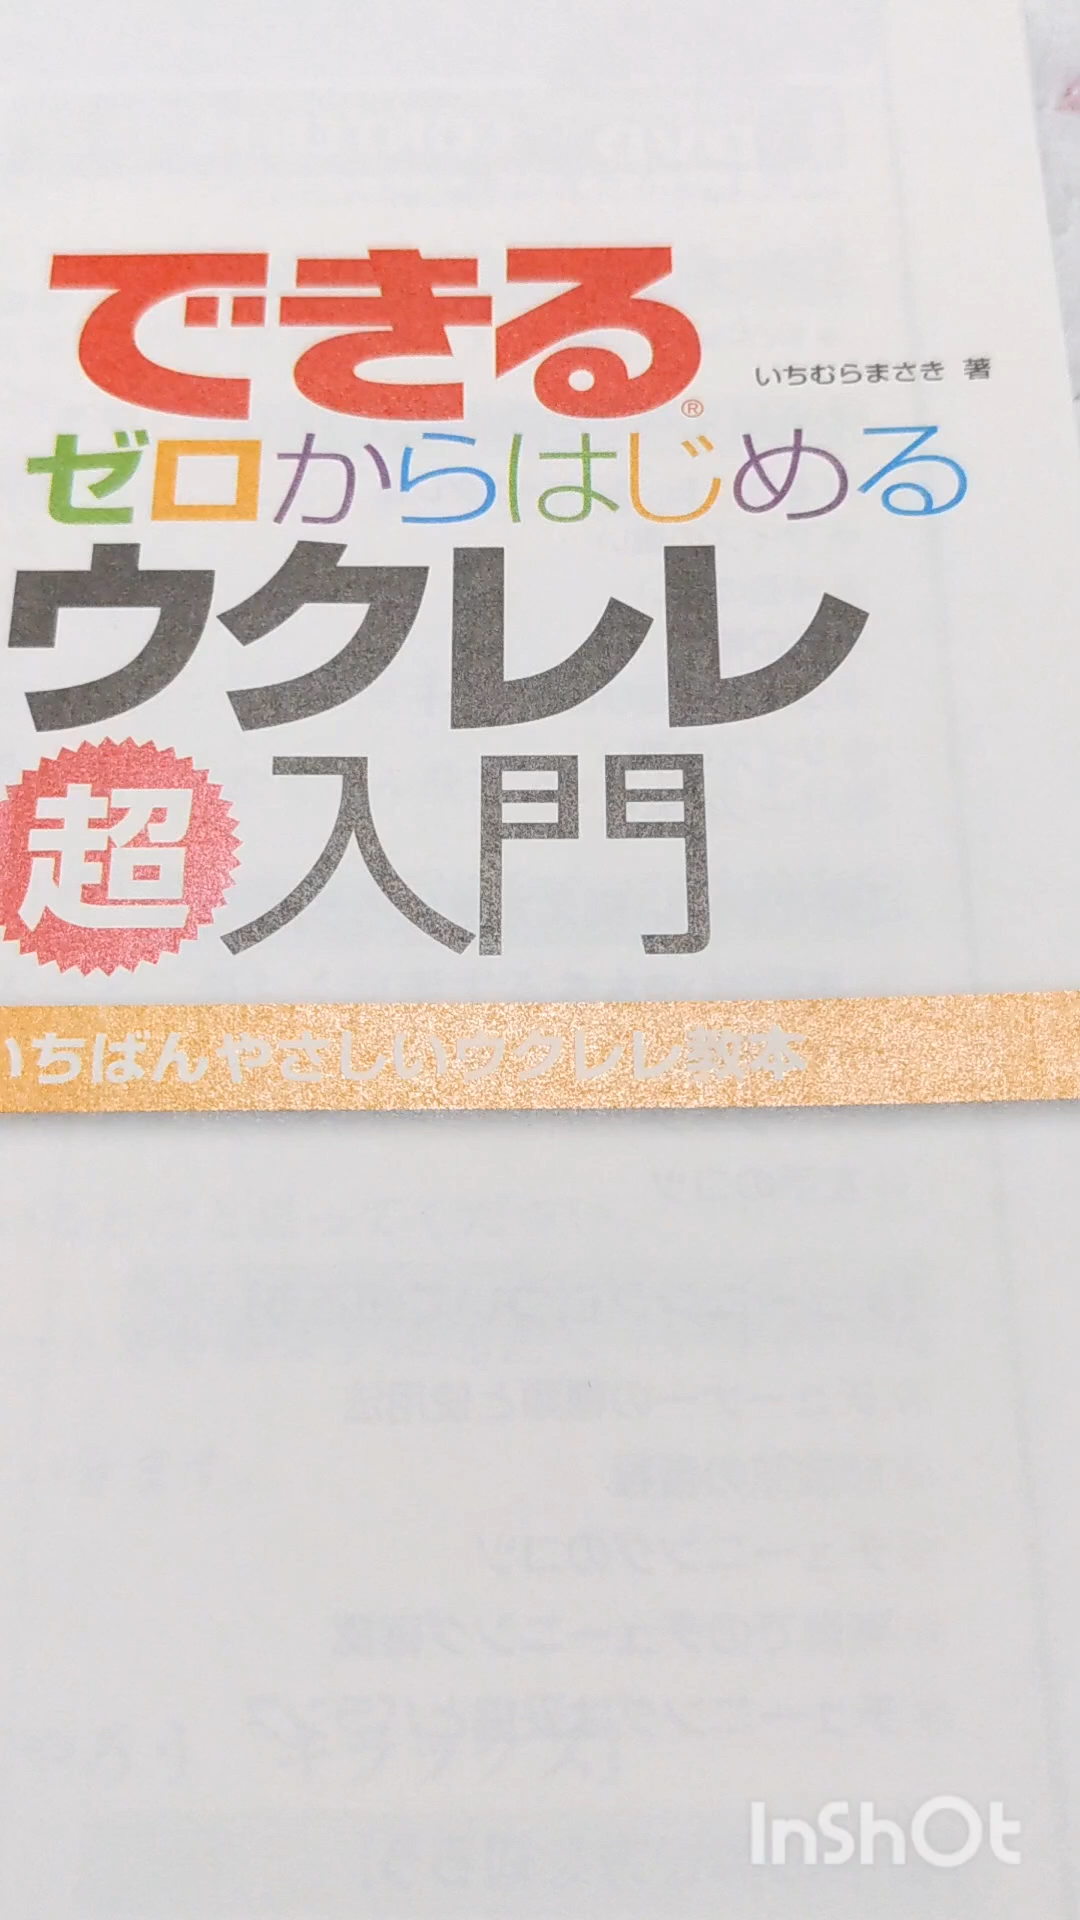 できる®
いちむらまさき 著
ゼロからはじめる
ウクレレ
超入門
いちばんやさしいウクレレ教本
InShOt